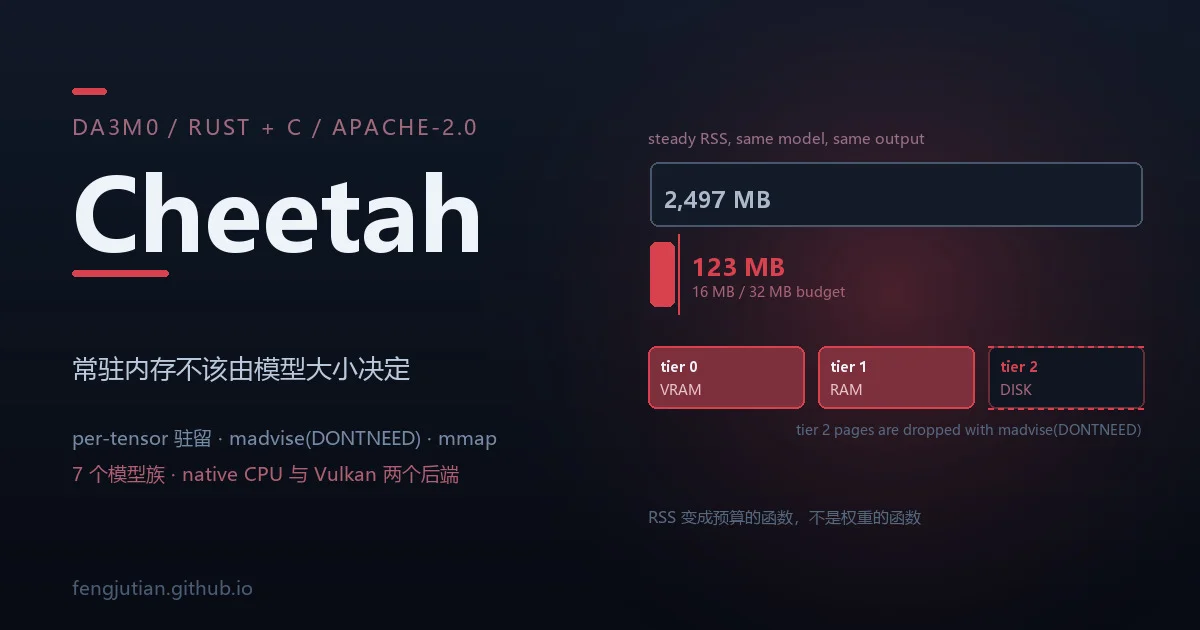 DA3M0 / RUST + C / APACHE-2.0
Cheetah
常驻内存不该由模型大小决定
per-tensor 驻留 · madvise(DONTNEED) · mmap
7 个模型族 · native CPU 与 Vulkan 两个后端
fengjutian.github.io
steady RSS, same model, same output
2,497 MB
123 MB
16 MB / 32 MB budget
tier 0
VRAM
tier 1
RAM
tier 2
DISK
tier 2 pages are dropped with madvise(DONTNEED)
RSS 变成预算的函数，不是权重的函数